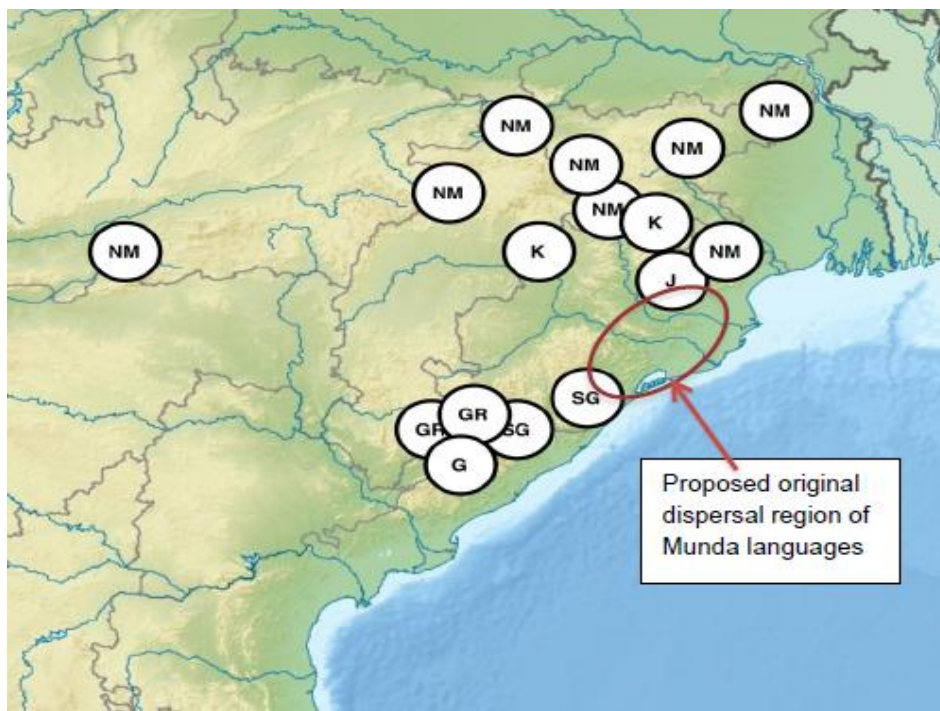 NM
NM
NM
NM
NM
NM
K
NM
K
NM
J
SG
GR
GR
SG
G
Proposed original
dispersal region of
Munda languages